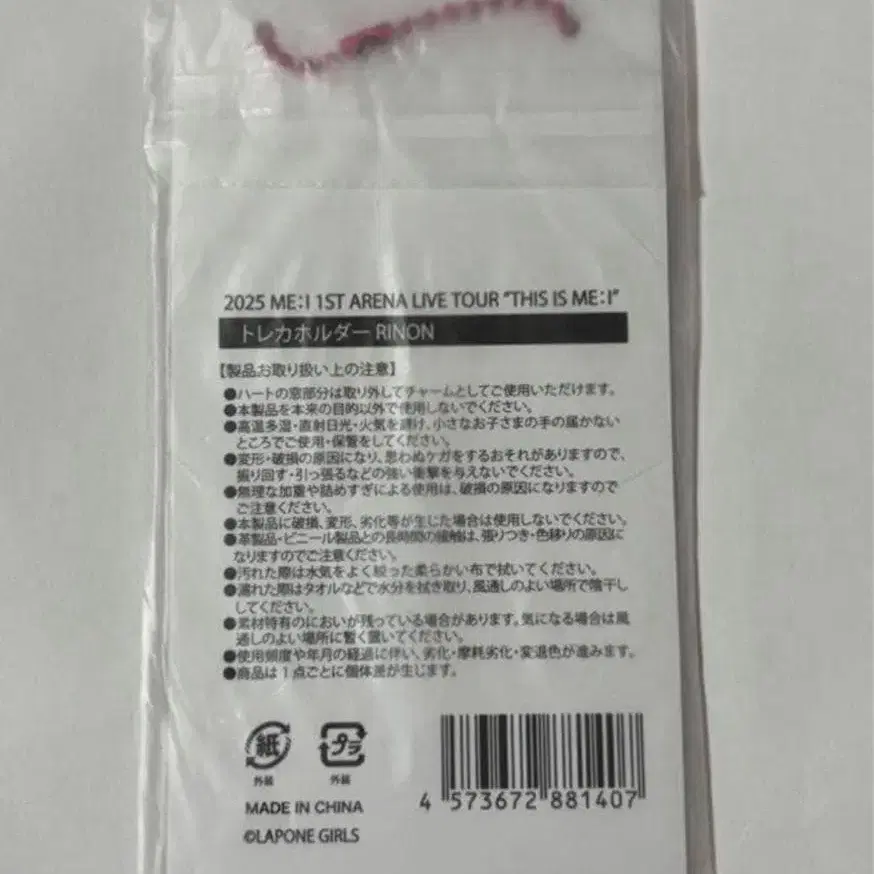 2025 ME:I 1ST ARENA LIVE TOUR "THIS IS ME:I"
トレカホルダー RINON
【製品お取り扱い上の注意】
●ハートの窓部分は取り外してチャームとしてご使用いただけます。
●本製品を本来の目的以外で使用しないでください。
●高温多湿・直射日光・火気を避け、小さなお子さまの手の届かない
ところでご使用・保管をしてください。
●変形・破損の原因になり、思わぬケガをするおそれがありますので、
振り回す・引っ張るなどの強い衝撃を与えないでください。
●無理な加重や詰めすぎによる使用は、破損の原因になりますので
ご注意ください。
●本製品に破損、変形、劣化等が生じた場合は使用しないでください。
●革製品・ビニール製品との長時間の接触は、張りつき・色移りの原因に
なりますのでご注意ください。
●汚れた際は水気をよく絞った柔らかい布で拭いてください。
●濡れた際はタオルなどで水分を拭き取り、風通しのよい場所で陰干し
してください。
●素材特有のにおいが残っている場合があります。気になる場合は風
通しのよい場所に暫く置いてください。
●使用頻度や年月の経過に伴い、劣化・摩耗劣化・変退色が進みます。
●商品は1点ごとに個体差が生じます。
紙 プラ
外装 外装
4 573672 881407
MADE IN CHINA
©LAPONE GIRLS